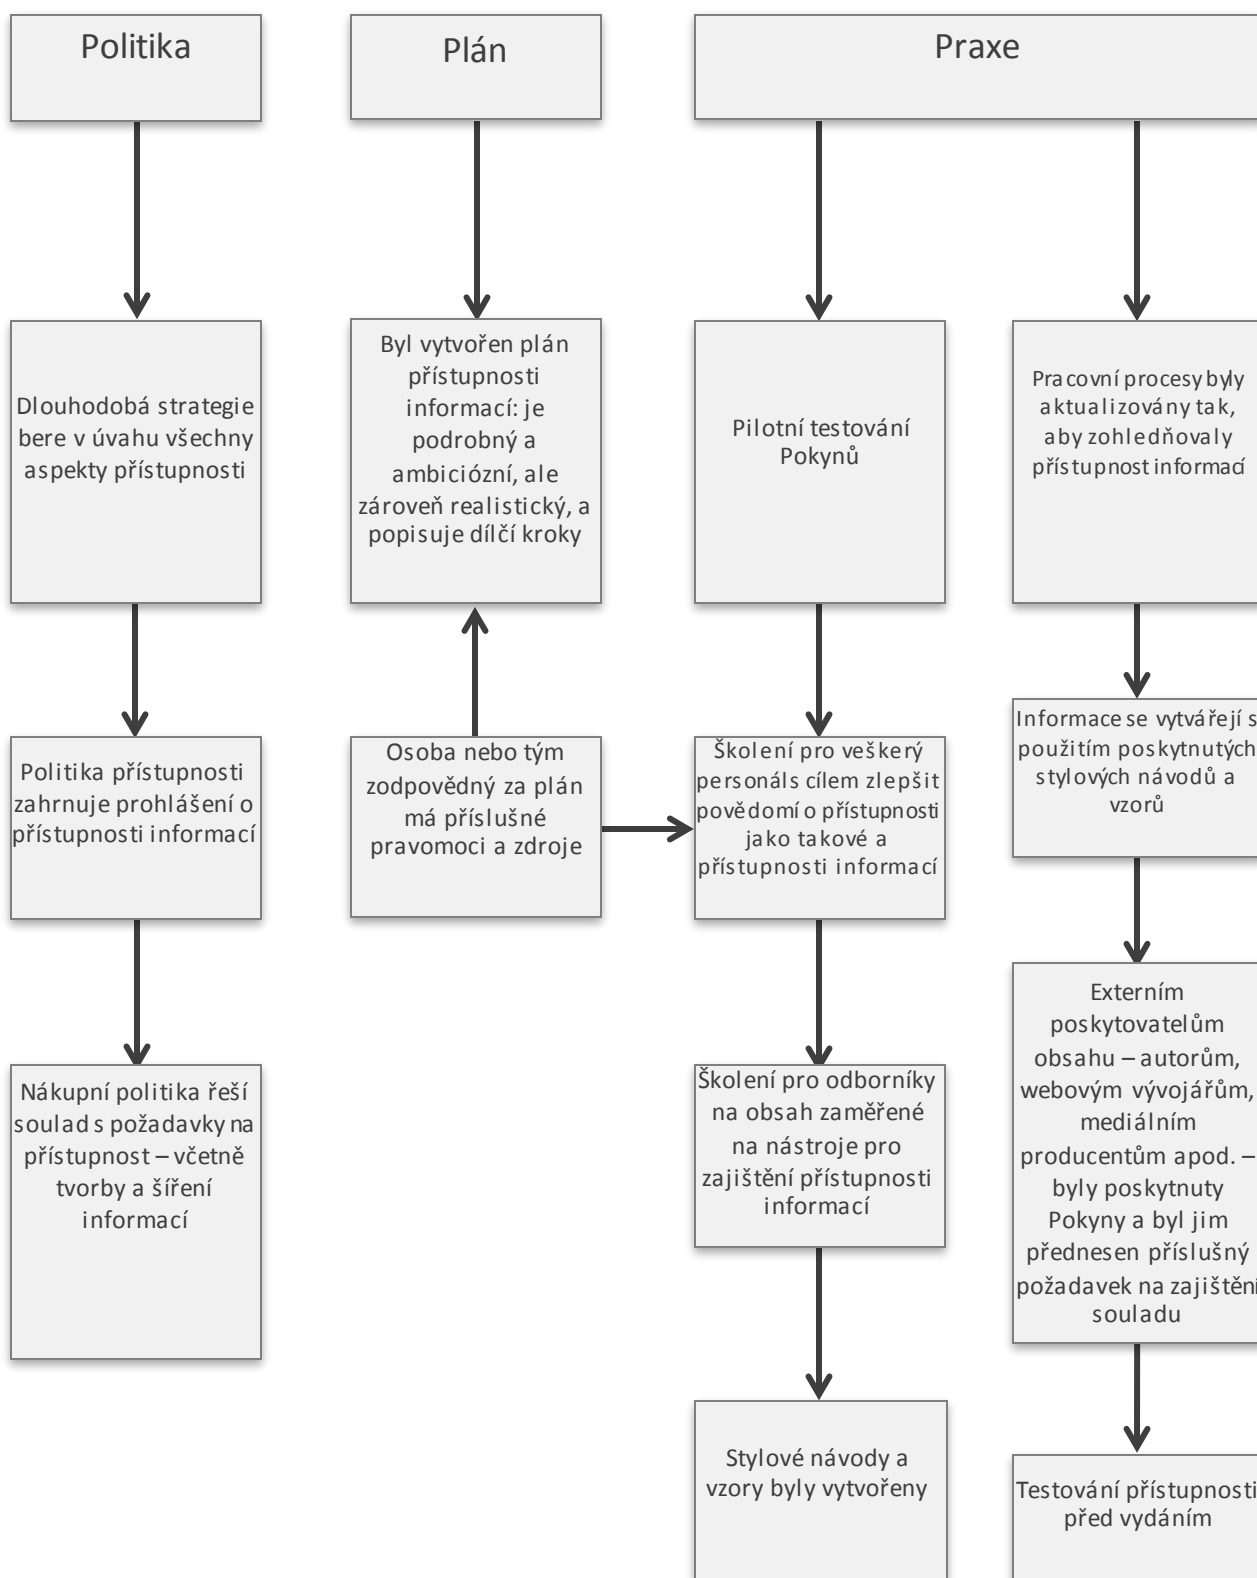 Politika
Plán
Praxe
Dlouhodobá strategie
bere v úvahu všechny
aspekty přístupnosti
Politika přístupnosti
zahrnuje prohlášení o
přístupnosti informací
Nákupní politika řeší
soulad s požadavky na
přístupnost – včetně
tvorby a šíření
informací
Byl vytvořen plán
přístupnosti
informací: je
podrobný a
ambiciózní, ale
zároveň realistický, a
popisuje dílčí kroky
Osoba nebo tým
zodpovědný za plán
má příslušné
pravomoci a zdroje
Pilotní testování
Pokynů
Školení pro veškerý
personál s cílem zlepšit
povědomí o přístupnosti
jako takové a
přístupnosti informací
Školení pro odborníky
na obsah zaměřené
na nástroje pro
zajištění přístupnosti
informací
Stylové návody a
vzory byly vytvořeny
Pracovní procesy byly
aktualizovány tak,
aby zohledňovaly
přístupnost informací
Informace se vytvářejí s
použitím poskytnutých
stylových návodů a
vzorů
Externím
poskytovatelům
obsahu – autorům,
webovým vývojářům,
mediálním
producentům apod. –
byly poskytnuty
Pokyny a byl jim
přednesen příslušný
požadavek na zajištění
souladu
Testování přístupnosti
před vydáním